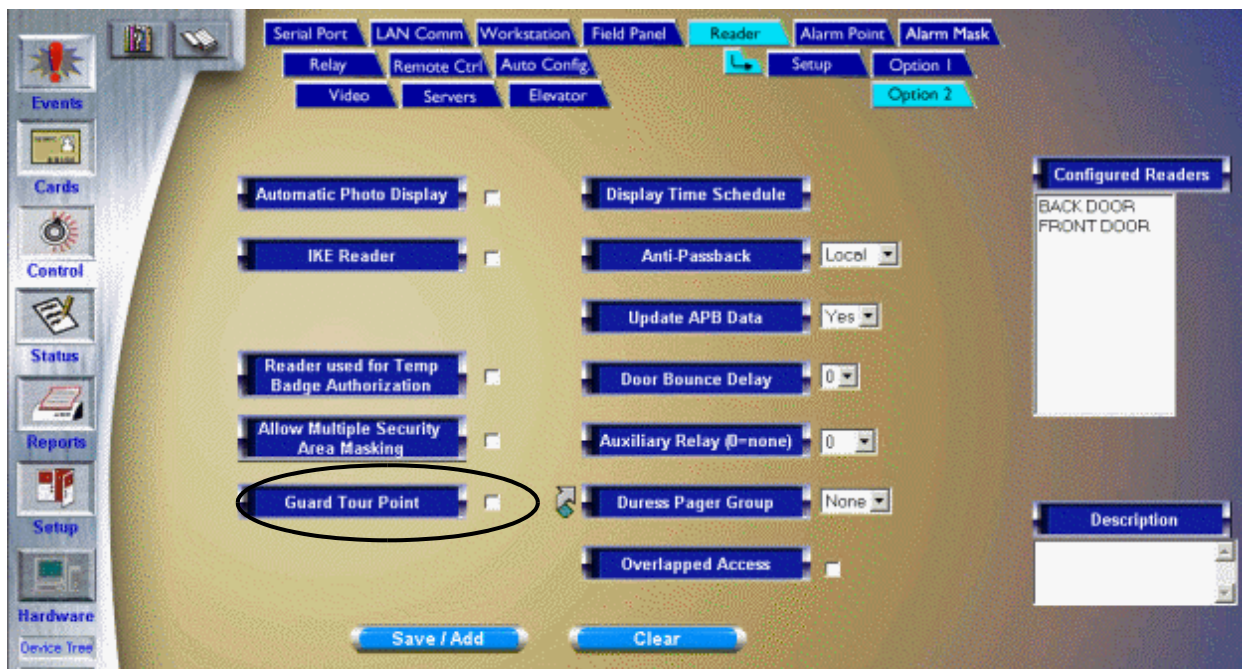 Serial Port LAN Comm Workstation Field Panel Reader Alarm Point Alarm Mask
Relay Remote Ctrl Auto Config Setup Option 1
Video Servers Elevator Option 2
Events
Cards
Control
Status
Reports
Setup
Hardware
Device Tree
Automatic Photo Display
IKE Reader
Reader used for Temp
Badge Authorization
Allow Multiple Security
Area Masking
Guard Tour Point
Display Time Schedule
Anti-Passback Local
Update APB Data Yes
Door Bounce Delay 0
Auxiliary Relay (0=none) 0
Duress Pager Group None
Overlapped Access
Configured Readers
BACK DOOR
FRONT DOOR
Description
Save / Add Clear